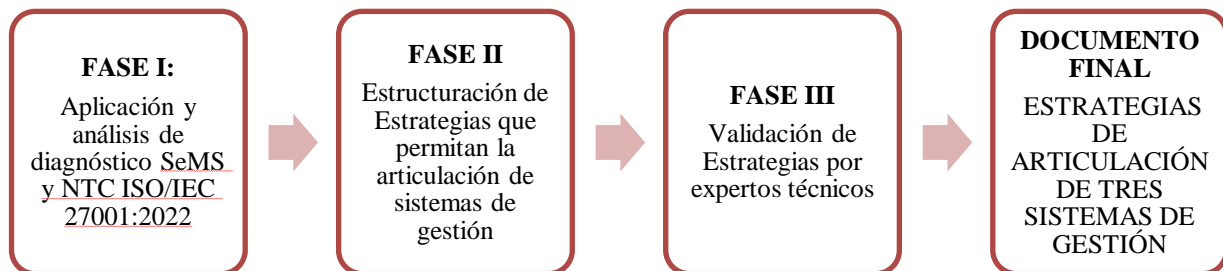 FASE I:
Aplicación y
análisis de
diagnóstico SeMS
y NTC ISO/IEC
27001:2022
FASE II
Estructuración de
Estrategias que
permitan la
articulación de
sistemas de
gestión
FASE III
Validación de
Estrategias por
expertos técnicos
DOCUMENTO
FINAL
ESTRATEGIAS
DE
ARTICULACIÓN
DE TRES
SISTEMAS DE
GESTIÓN